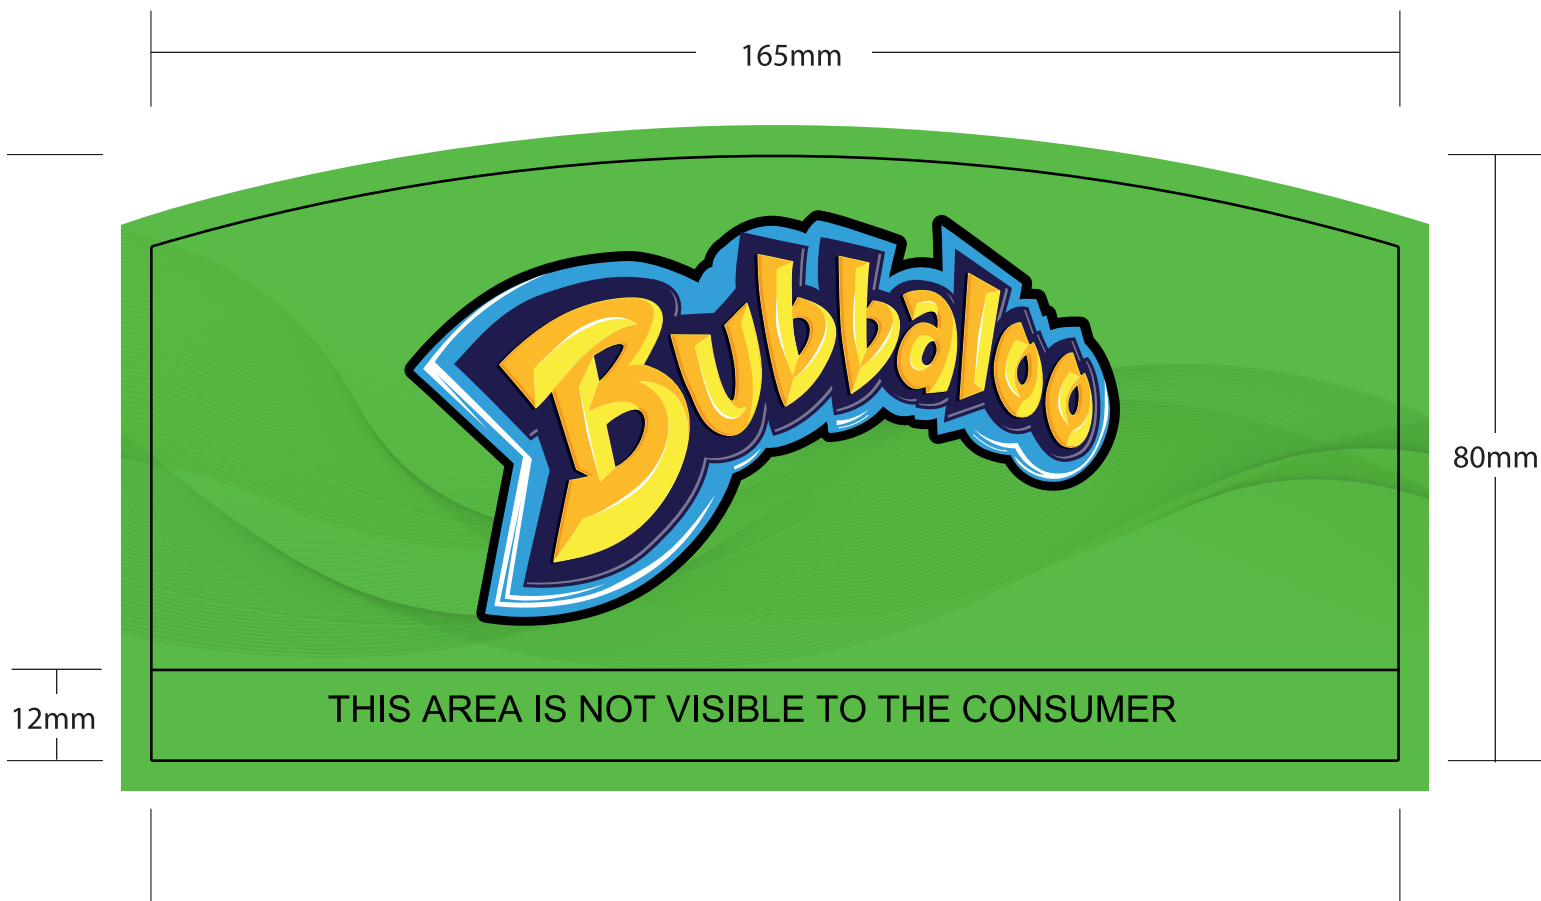 165mm
Bubbaloo
80mm
12mm
THIS AREA IS NOT VISIBLE TO THE CONSUMER